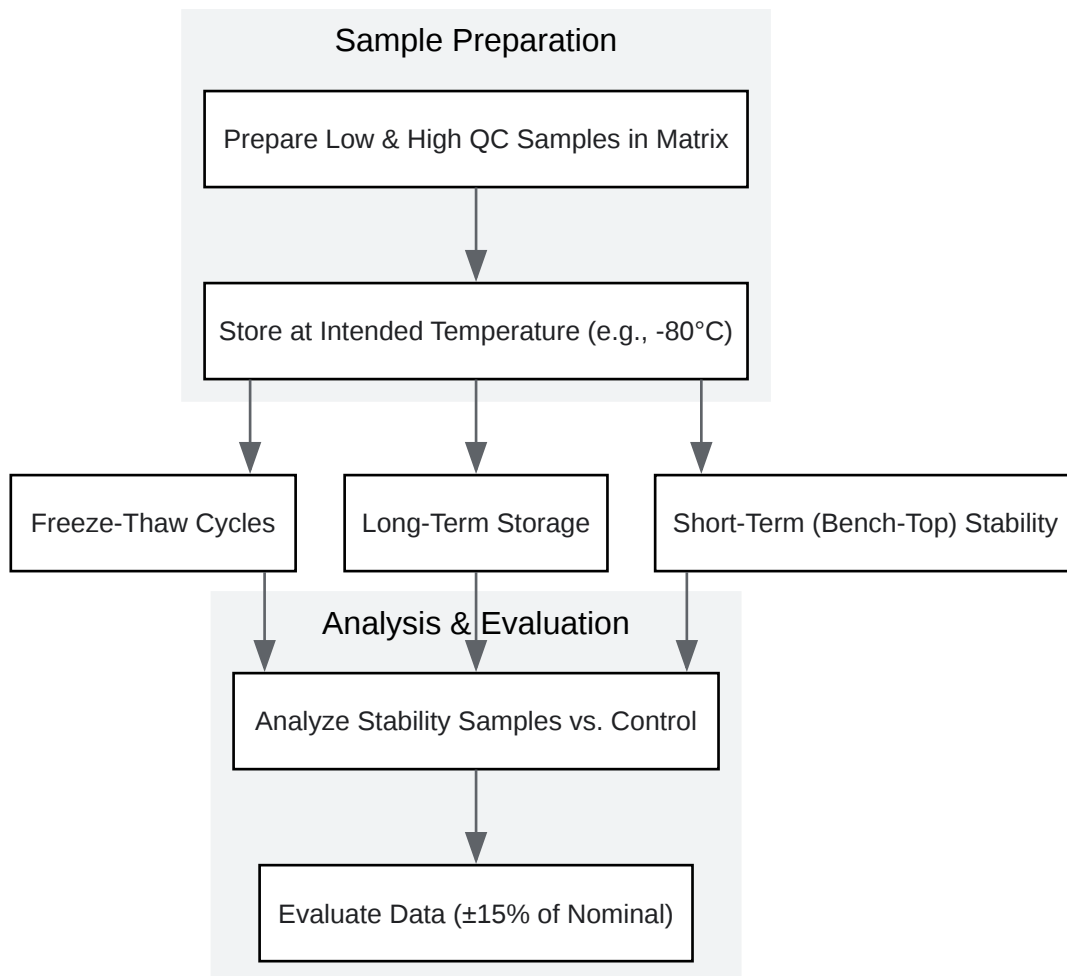 Sample Preparation
Prepare Low & High QC Samples in Matrix
Store at Intended Temperature (e.g., -80°C)
Freeze-Thaw Cycles
Long-Term Storage
Short-Term (Bench-Top) Stability
Analysis & Evaluation
Analyze Stability Samples vs. Control
Evaluate Data (±15% of Nominal)